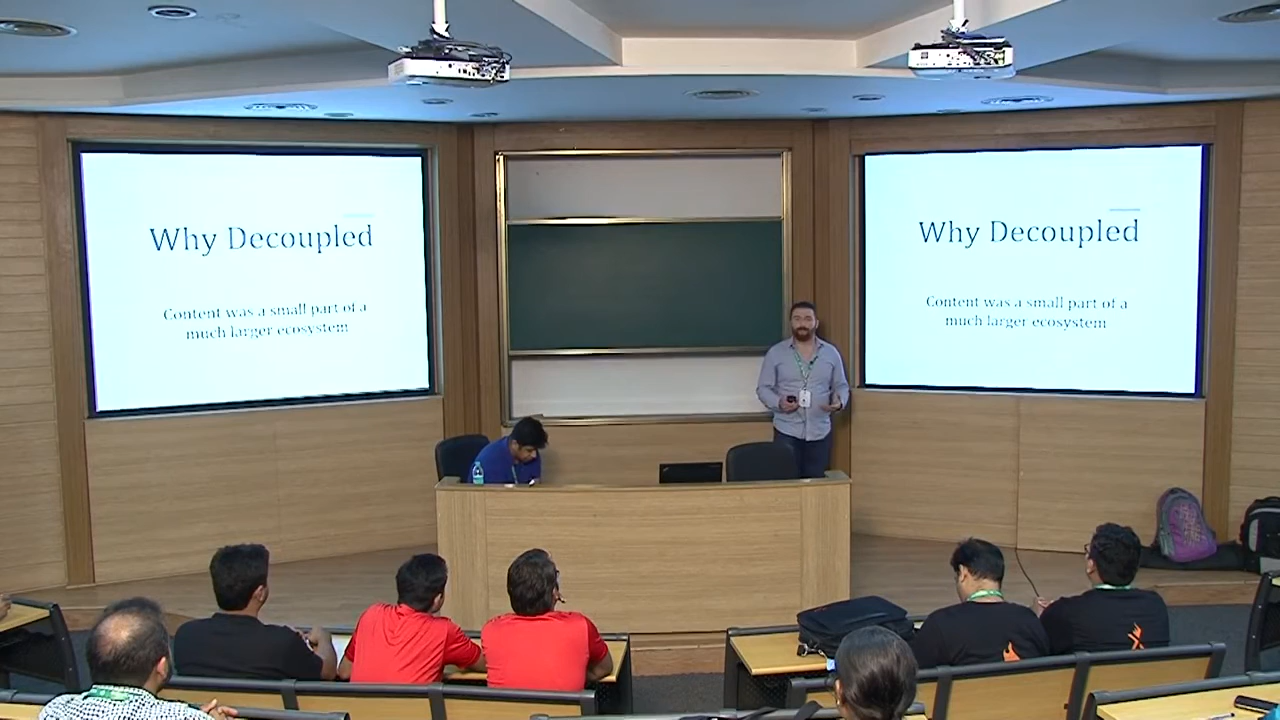 Why Decoupled
Content was a small part of a
much larger ecosystem
Why Decoupled
Content was a small part of a
much larger ecosystem